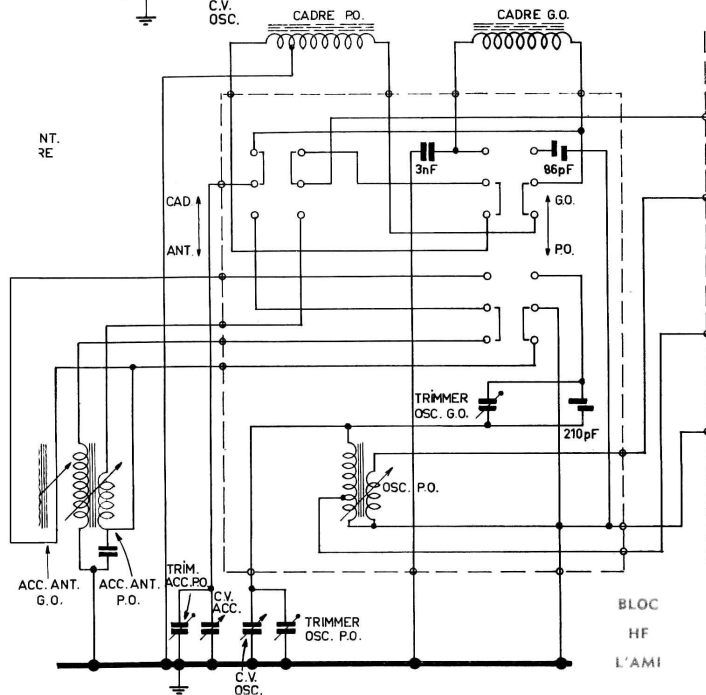 C.V.
OSC.
CADRE P.O.
CADRE G.O.
NT.
RE
3nF
86pF
CAD.
ANT.
G.O.
P.O.
TRIMMER
OSC. G.O.
210pF
OSC. P.O.
ACC. ANT.
G.O.
ACC. ANT.
P.O.
TRIM.
ACC.P.O.
C.V.
ACC.
C.V.
OSC.
TRIMMER
OSC. P.O.
BLOC
HF
L'AMI